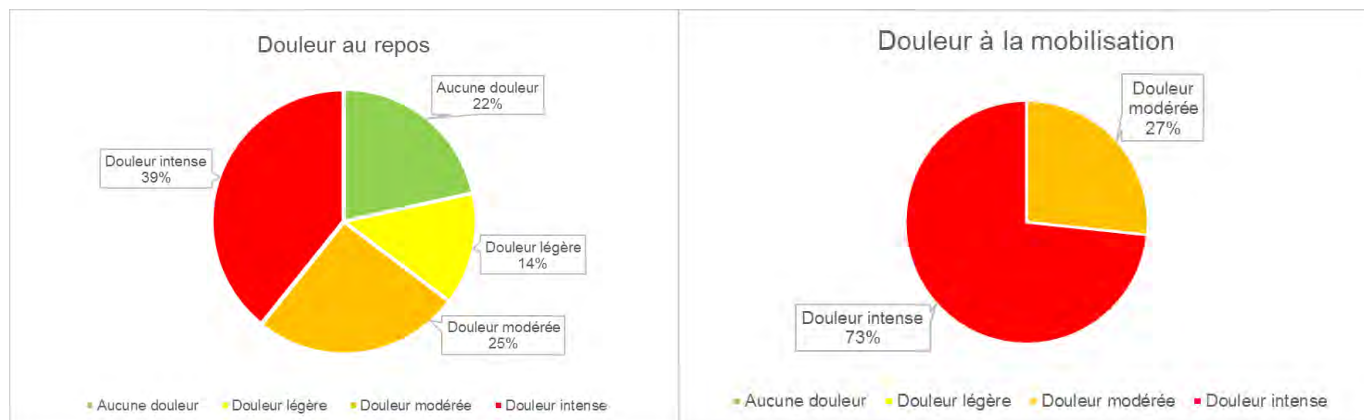 Douleur au repos
Aucune douleur
22%
Douleur intense
39%
Douleur légère
14%
Douleur modérée
25%
Aucune douleur Douleur légère Douleur modérée Douleur intense
Douleur à la mobilisation
Douleur
modérée
27%
Douleur intense
73%
Aucune douleur Douleur légère Douleur modérée Douleur intense